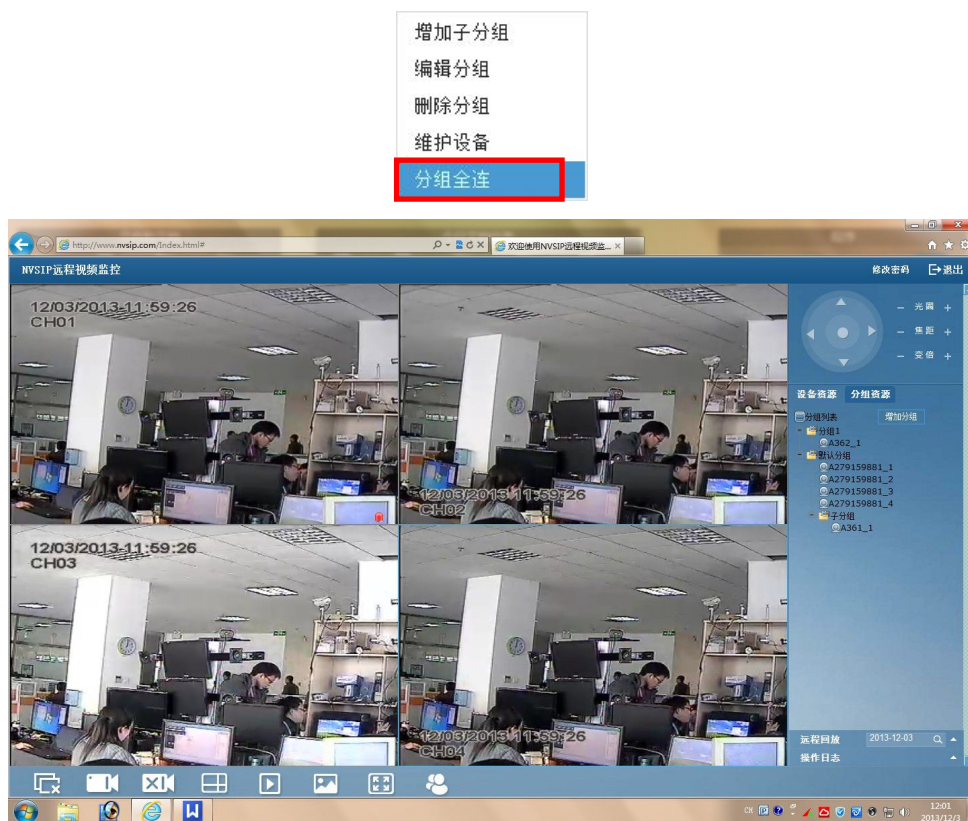 增加子分组
编辑分组
删除分组
维护设备
分组全连
http://www.nvsip.com/Index.html#
欢迎使用NVSIP远程视频监...
NVSIP远程视频监控
修改密码
退出
12/03/2013-11:59:26
CH01
12/03/2013 11:59:26
CH02
12/03/2013-11:59:26
CH03
12/03/2013 11:59:26
CH04
光圈
焦距
变倍
设备资源 分组资源
分组列表 增加分组
分组1
A362_1
默认分组
A279159881_1
A279159881_2
A279159881_3
A279159881_4
子分组
A361_1
远程回放 2013-12-03
操作日志
CH
12:01
2013/12/3